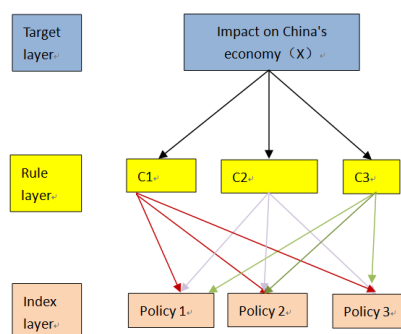 Target
layer
Impact on China's
economy（X）
Rule
layer
C1
C2
C3
Index
layer
Policy 1
Policy 2
Policy 3